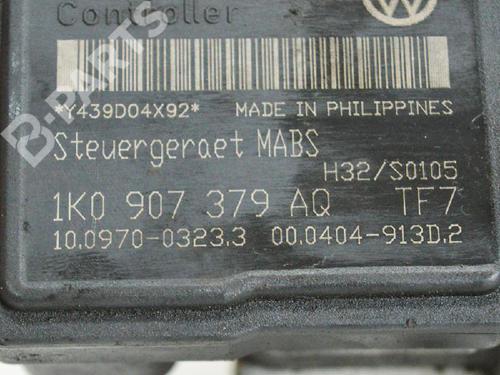 Controller
*Y439D04X92* MADE IN PHILIPPINES
Steuergeraet MABS
H32/S0105
1K0 907 379 AQ TF7
10.0970-0323.3 00.0404-913D.2
B-PARTS